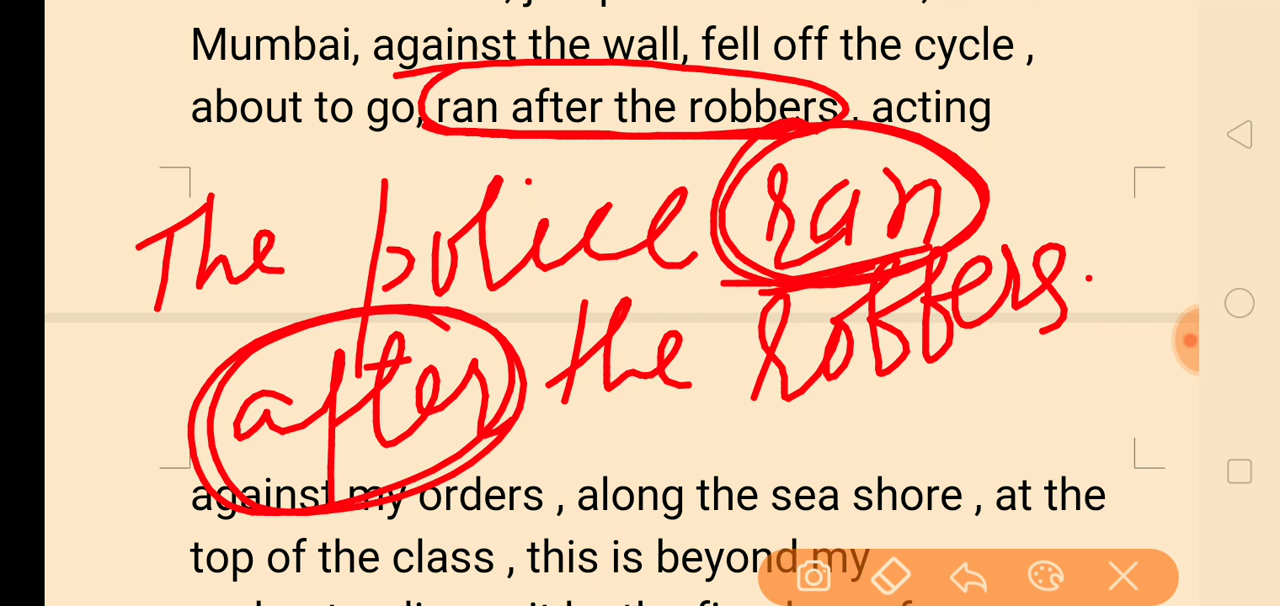 Mumbai, against the wall, fell off the cycle ,
about to go, ran after the robbers , acting
The police ran
after the robbers.
against my orders , along the sea shore , at the
top of the class , this is beyond my